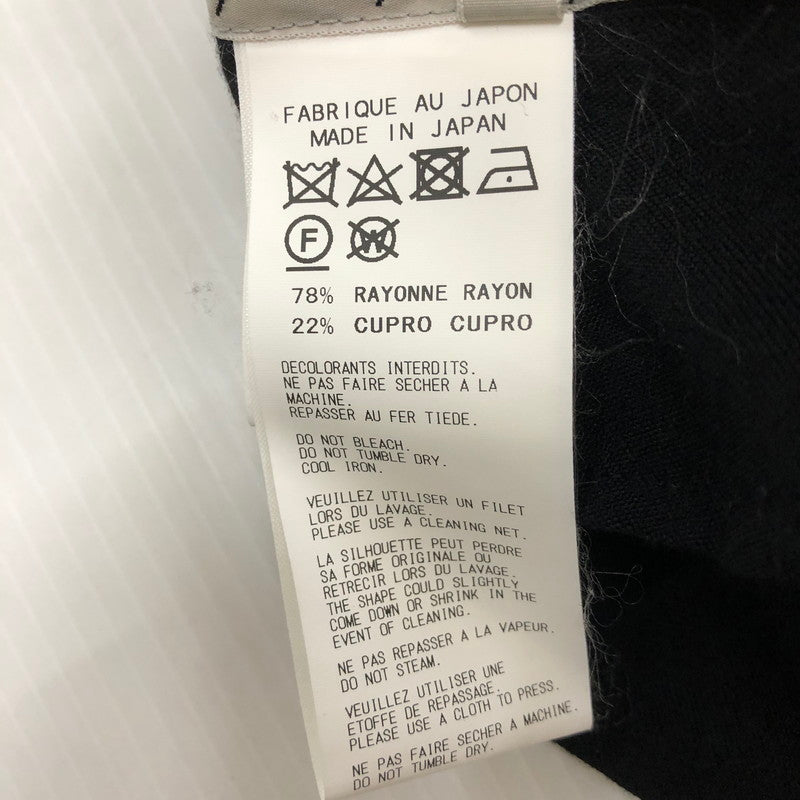 FABRIQUE AU JAPON
MADE IN JAPAN
F W
78% RAYONNE RAYON
22% CUPRO CUPRO
DECOLORANTS INTERDITS.
NE PAS FAIRE SECHER A LA
MACHINE.
REPASSER AU FER TIEDE.
DO NOT BLEACH.
DO NOT TUMBLE DRY.
COOL IRON.
VEUILLEZ UTILISER UN FILET
LORS DU LAVAGE.
PLEASE USE A CLEANING NET.
LA SILHOUETTE PEUT PERDRE
SA FORME ORIGINALE OU
RETRECIR LORS DU LAVAGE.
THE SHAPE COULD SLIGHTLY
COME DOWN OR SHRINK IN THE
EVENT OF CLEANING.
NE PAS REPASSER A LA VAPEUR.
DO NOT STEAM.
VEUILLEZ UTILISER UNE
ETOFFE DE REPASSAGE.
PLEASE USE A CLOTH TO PRESS.
NE PAS FAIRE SECHER A MACHINE.
DO NOT TUMBLE DRY.